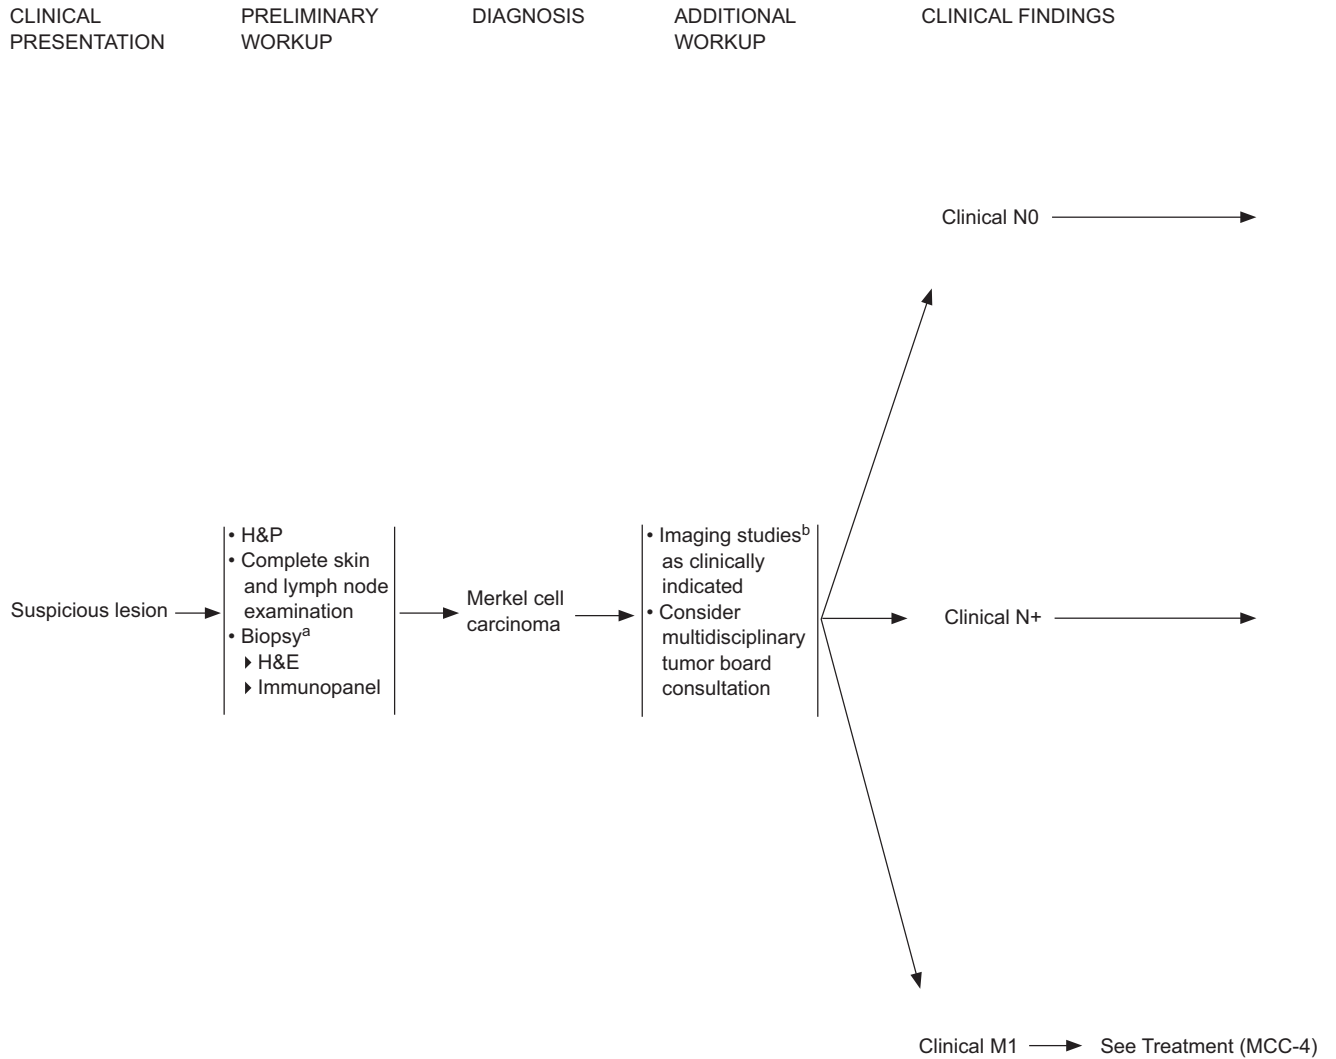 CLINICAL
PRESENTATION
PRELIMINARY
WORKUP
DIAGNOSIS
ADDITIONAL
WORKUP
CLINICAL FINDINGS
Clinical N0
Suspicious lesion
• H&P
• Complete skin
and lymph node
examination
• Biopsya
▸ H&E
▸ Immunopanel
Merkel cell
carcinoma
• Imaging studiesb
as clinically
indicated
• Consider
multidisciplinary
tumor board
consultation
Clinical N+
Clinical M1
See Treatment (MCC-4)